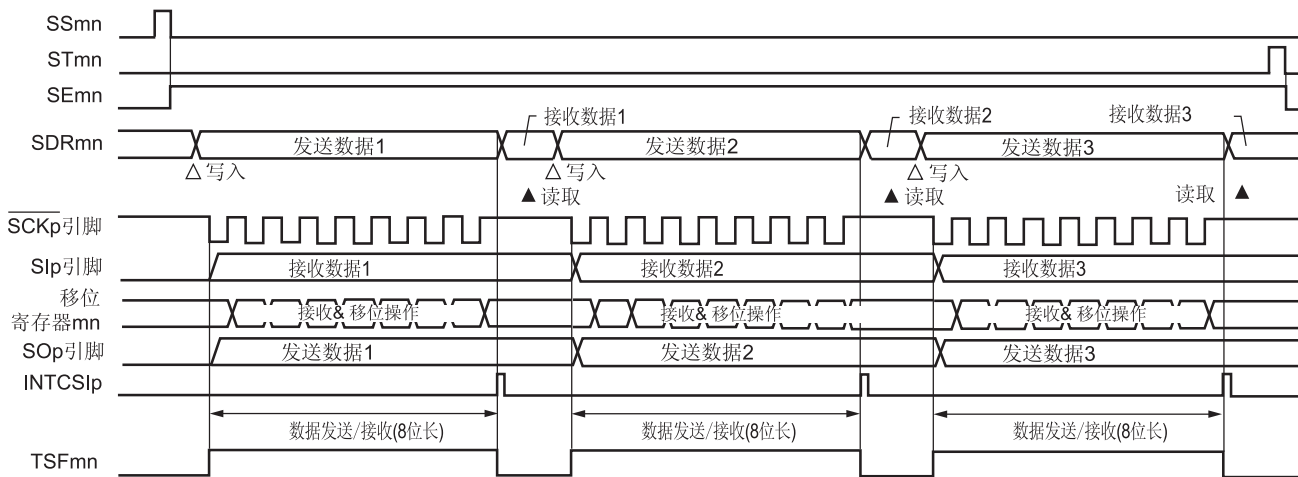 SSmn
STmn
SEmn
接收数据1
接收数据2
接收数据3
SDRmn
发送数据1
发送数据2
发送数据3
△写入
△写入
△写入
▲读取
▲读取
读取 ▲
SCKp引脚
SIp引脚
接收数据1
接收数据2
接收数据3
移位
寄存器mn
接收& 移位操作
接收& 移位操作
接收& 移位操作
SOp引脚
发送数据1
发送数据2
发送数据3
INTCSIp
数据发送/接收(8位长)
数据发送/接收(8位长)
数据发送/接收(8位长)
TSFmn